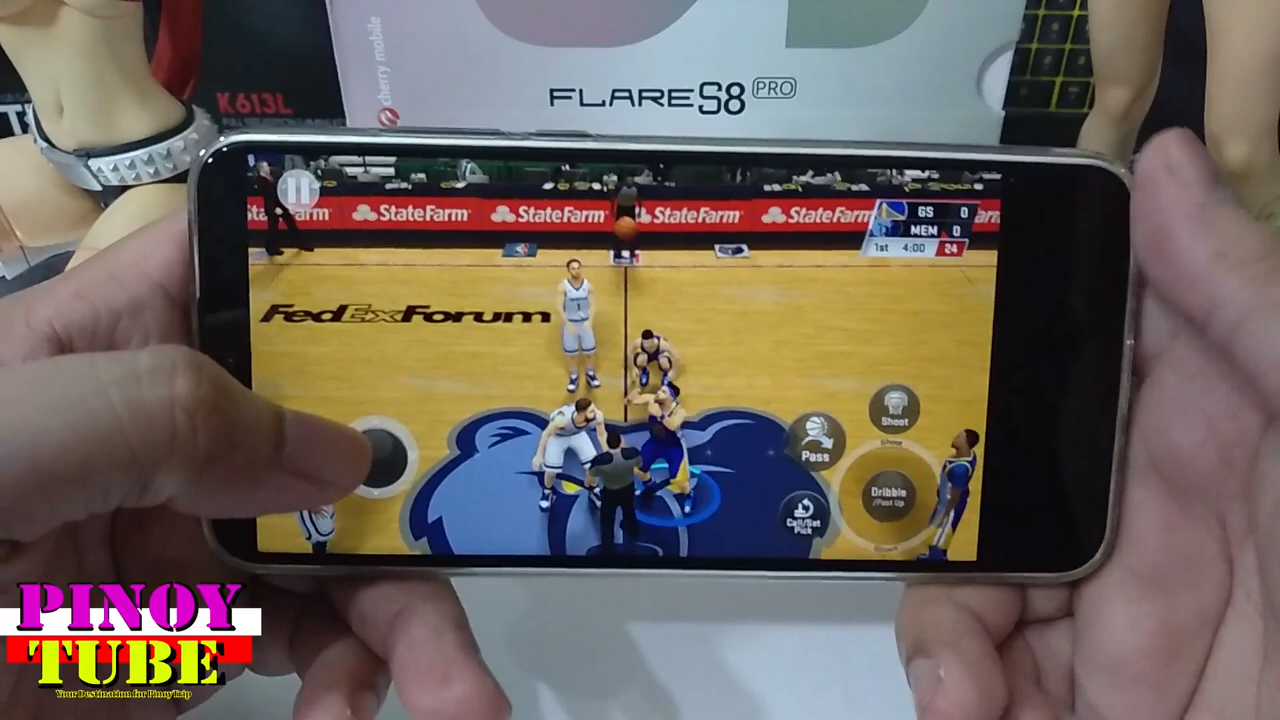 cherry mobile
FLARE S8 PRO
K613L
StateFarm
StateFarm
StateFarm
StateFarm
GS 0
MEM 0
1st 4:00 24
FedExForum
1
Shoot
Pass
Dribble
/Post Up
Call/Set
Pick
PINOY
TUBE
Your Destination for PinoyTrip